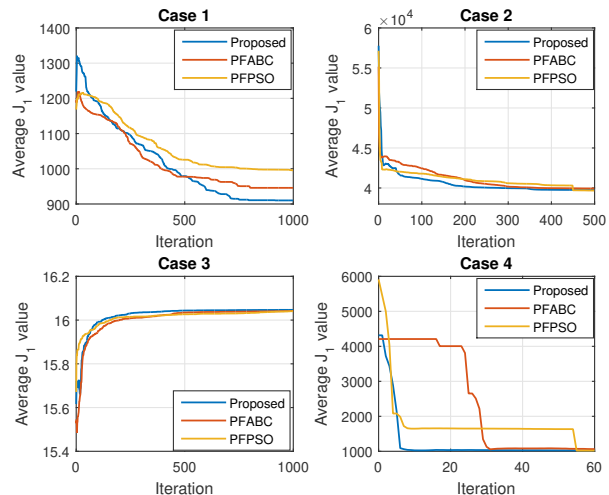 Case 1
Average J1 value
1400
1300
1200
1100
1000
900
0
500
1000
Iteration
Proposed
PFABC
PFPSO
Case 2
× 10^4
Average J1 value
6
5.5
5
4.5
4
0
100
200
300
400
500
Iteration
Proposed
PFABC
PFPSO
Case 3
Average J1 value
16.2
16
15.8
15.6
15.4
0
500
1000
Iteration
Proposed
PFABC
PFPSO
Case 4
Average J1 value
6000
5000
4000
3000
2000
1000
0
20
40
60
Iteration
Proposed
PFABC
PFPSO